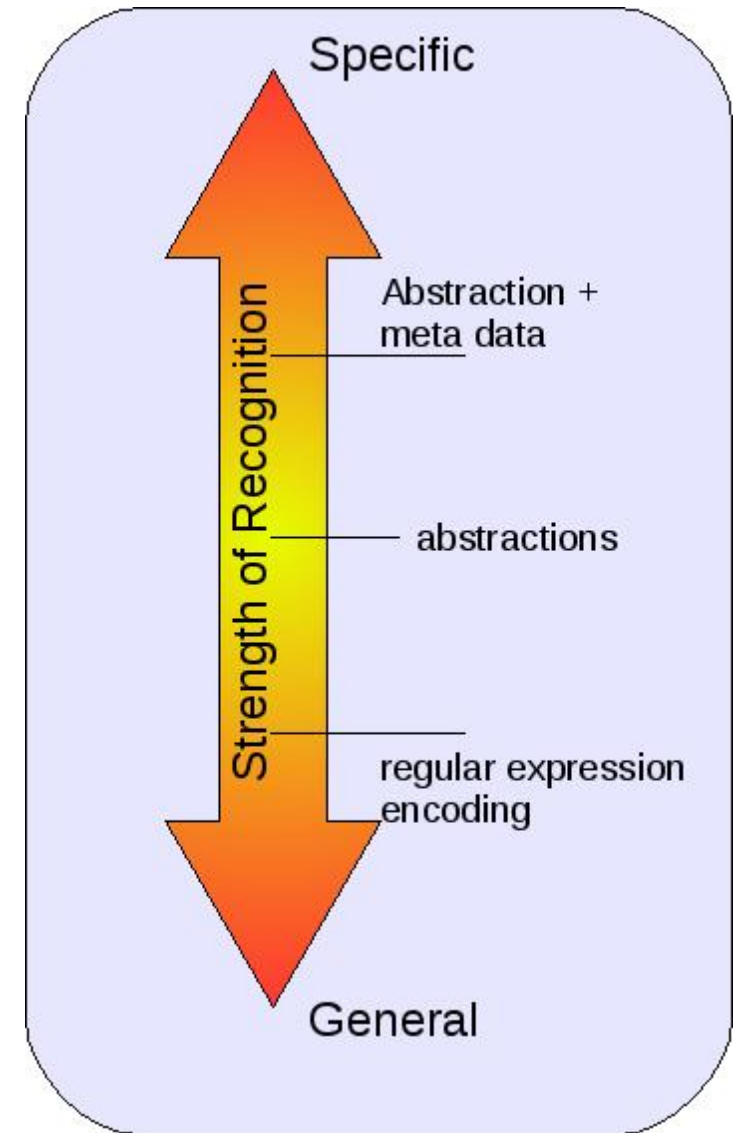 Specific
Abstraction +
meta data
Strength of Recognition
abstractions
regular expression
encoding
General